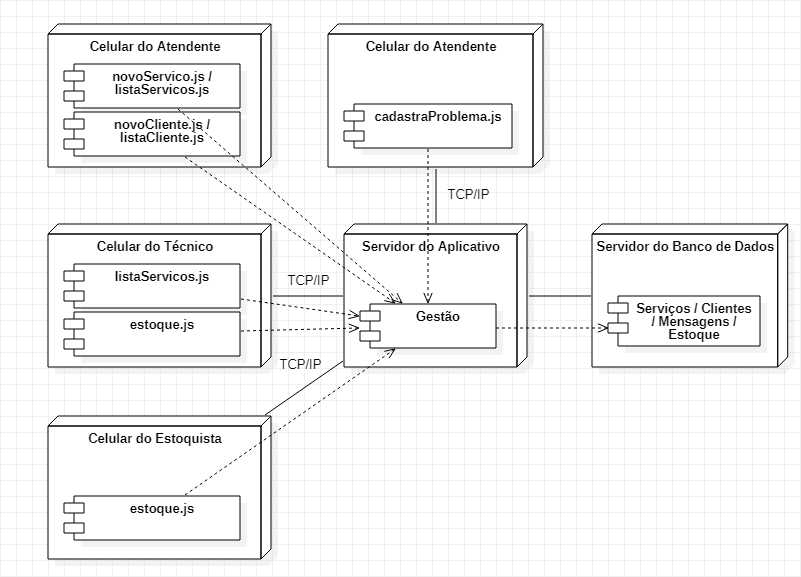 Celular do Atendente
novoServico.js /
listaServicos.js
novoCliente.js /
listaCliente.js
Celular do Atendente
cadastraProblema.js
TCP/IP
Celular do Técnico
listaServicos.js
estoque.js
TCP/IP
Servidor do Aplicativo
Gestão
Servidor do Banco de Dados
Serviços / Clientes
/ Mensagens /
Estoque
TCP/IP
Celular do Estoquista
estoque.js